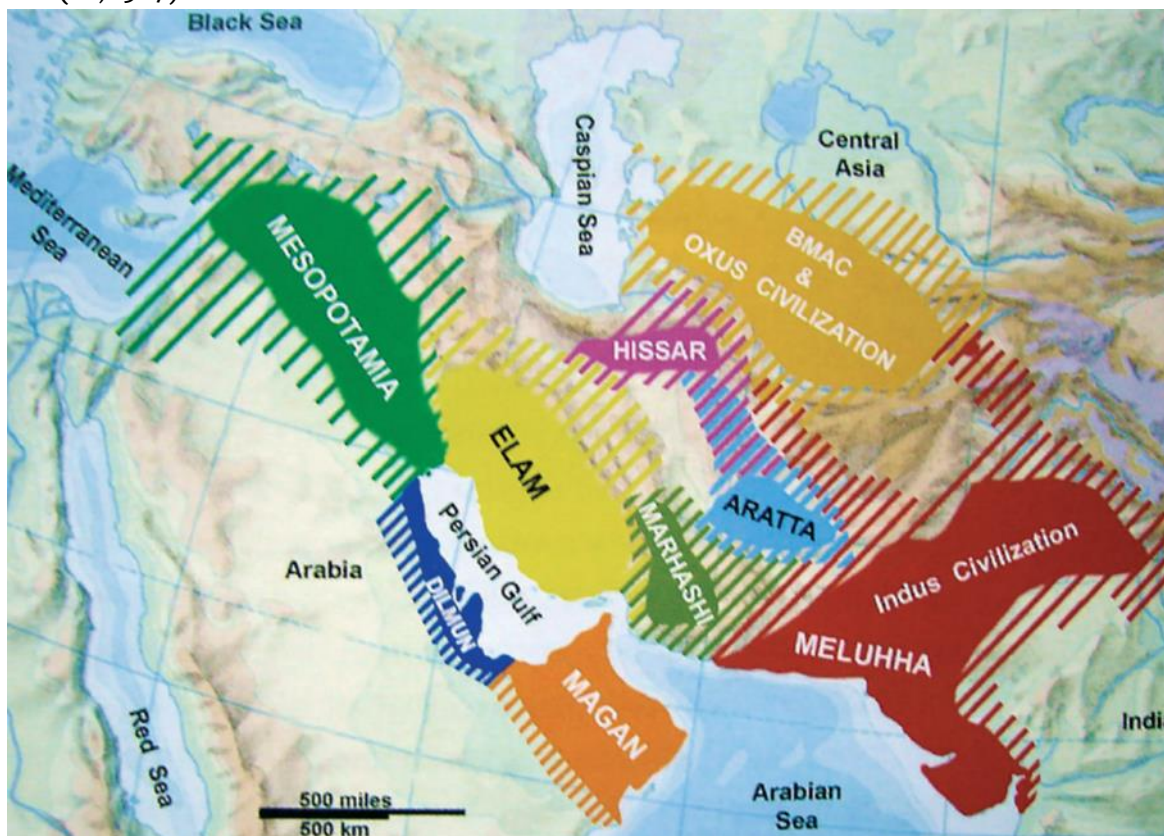 Black Sea
Caspian Sea
Central
Asia
Mediterranean
Sea
MESOPOTAMIA
BMAC
&
OXUS CIVILIZATION
HISSAR
ELAM
ARATTA
MARHASHI
Indus Civilization
MELUHHA
Arabia
Persian Gulf
DILMUN
MAGAN
Red Sea
500 miles
500 km
Arabian
Sea